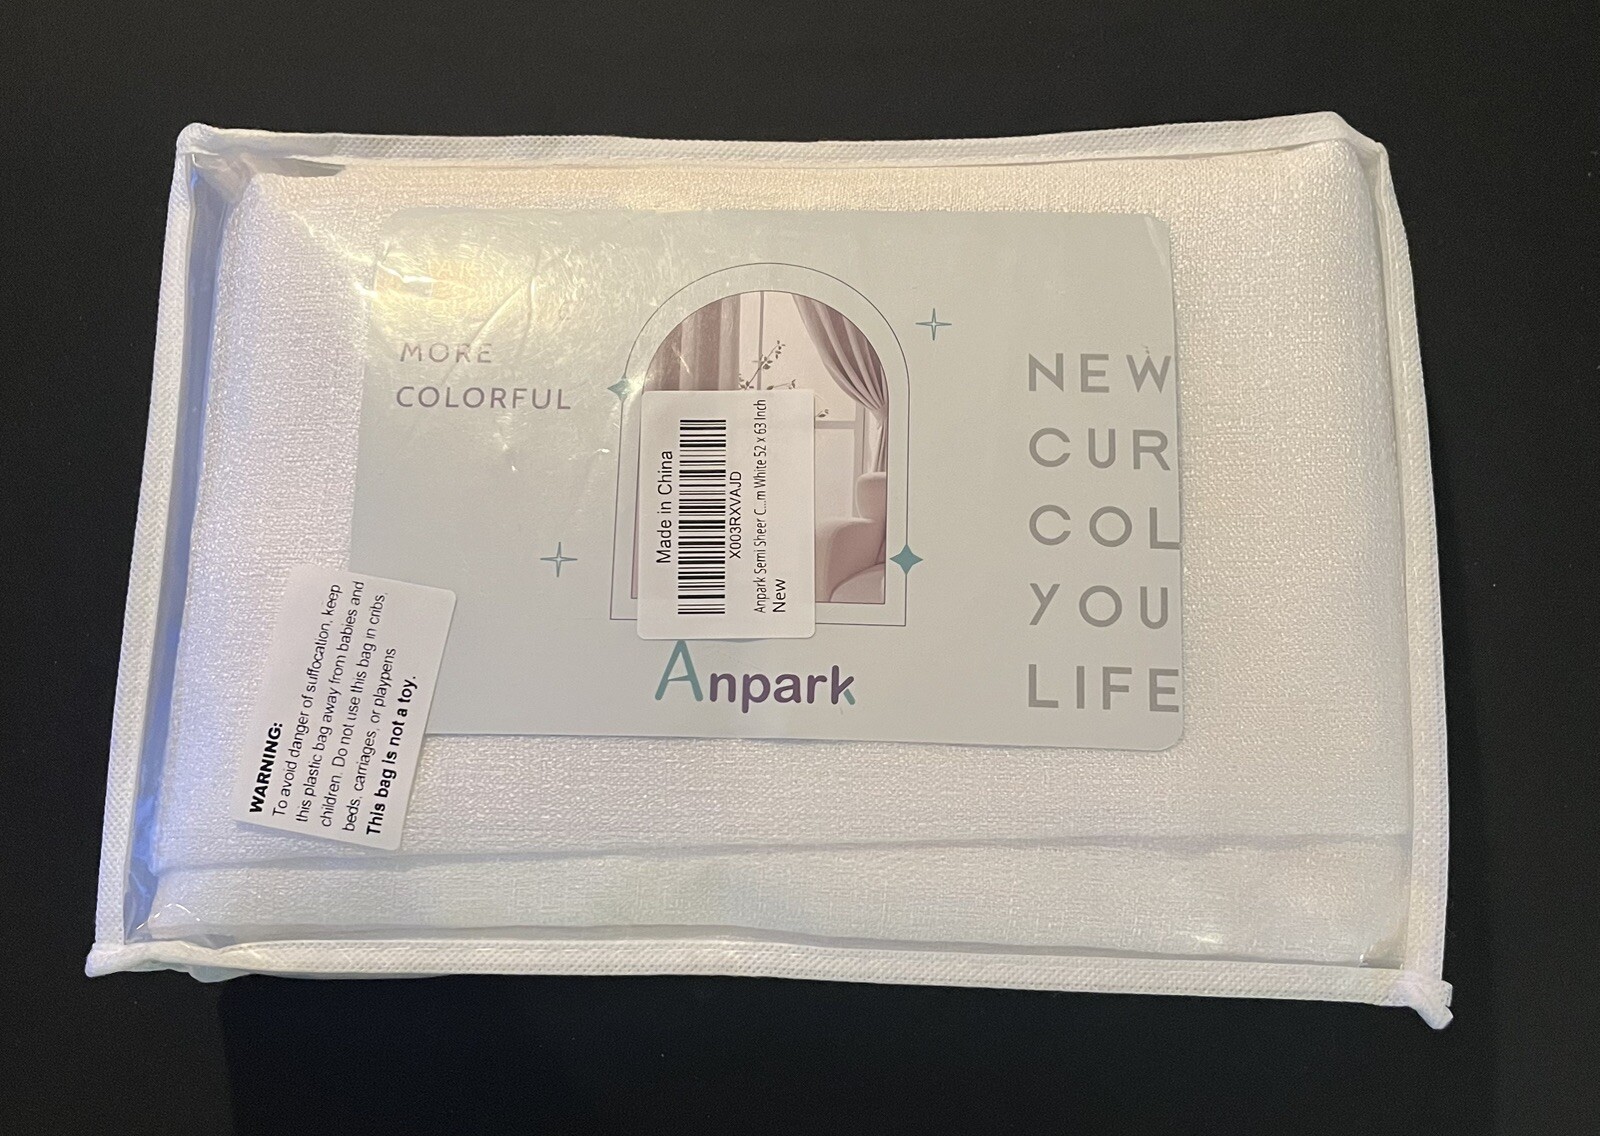 MORE
COLORFUL
NEW
CUR
COL
YOU
LIFE
Made in China
X003RXVAJD
Anpark Semi Sheer C...m White 52 x 63 Inch
New
Anpark
WARNING:
To avoid danger of suffocation, keep
this plastic bag away from babies and
children. Do not use this bag in cribs,
beds, carriages, or playpens
This bag is not a toy.